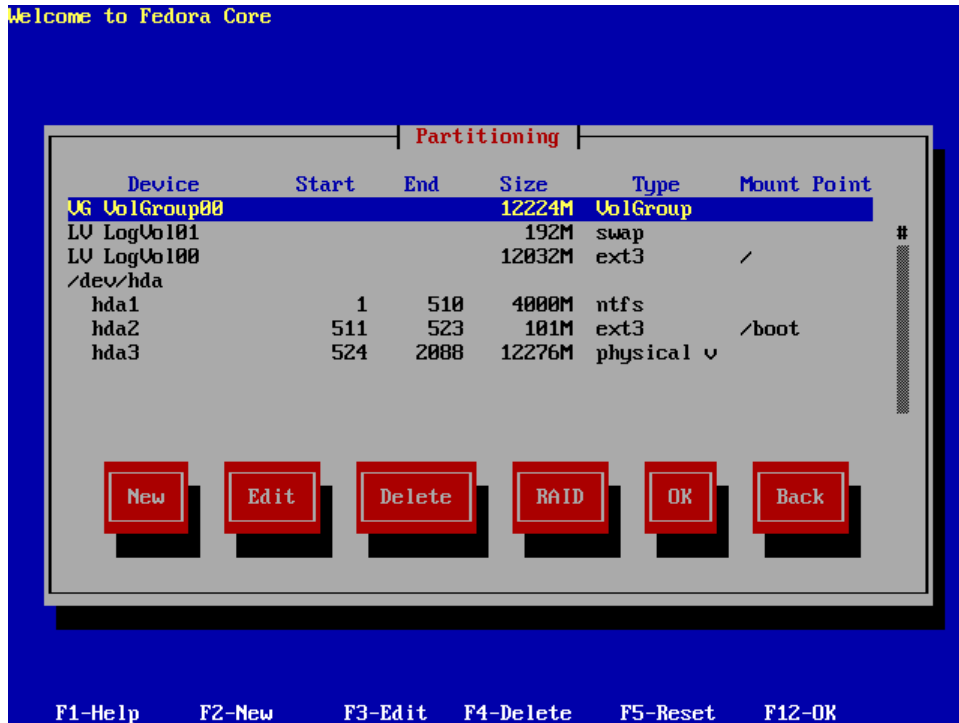 Welcome to Fedora Core
Partitioning
Device Start End Size Type Mount Point
VG VolGroup00 12224M VolGroup
LV LogVol01 192M swap #
LV LogVol00 12032M ext3 /
/dev/hda
hda1 1 510 4000M ntfs
hda2 511 523 101M ext3 /boot
hda3 524 2088 12276M physical v
New Edit Delete RAID OK Back
F1-Help F2-New F3-Edit F4-Delete F5-Reset F12-OK